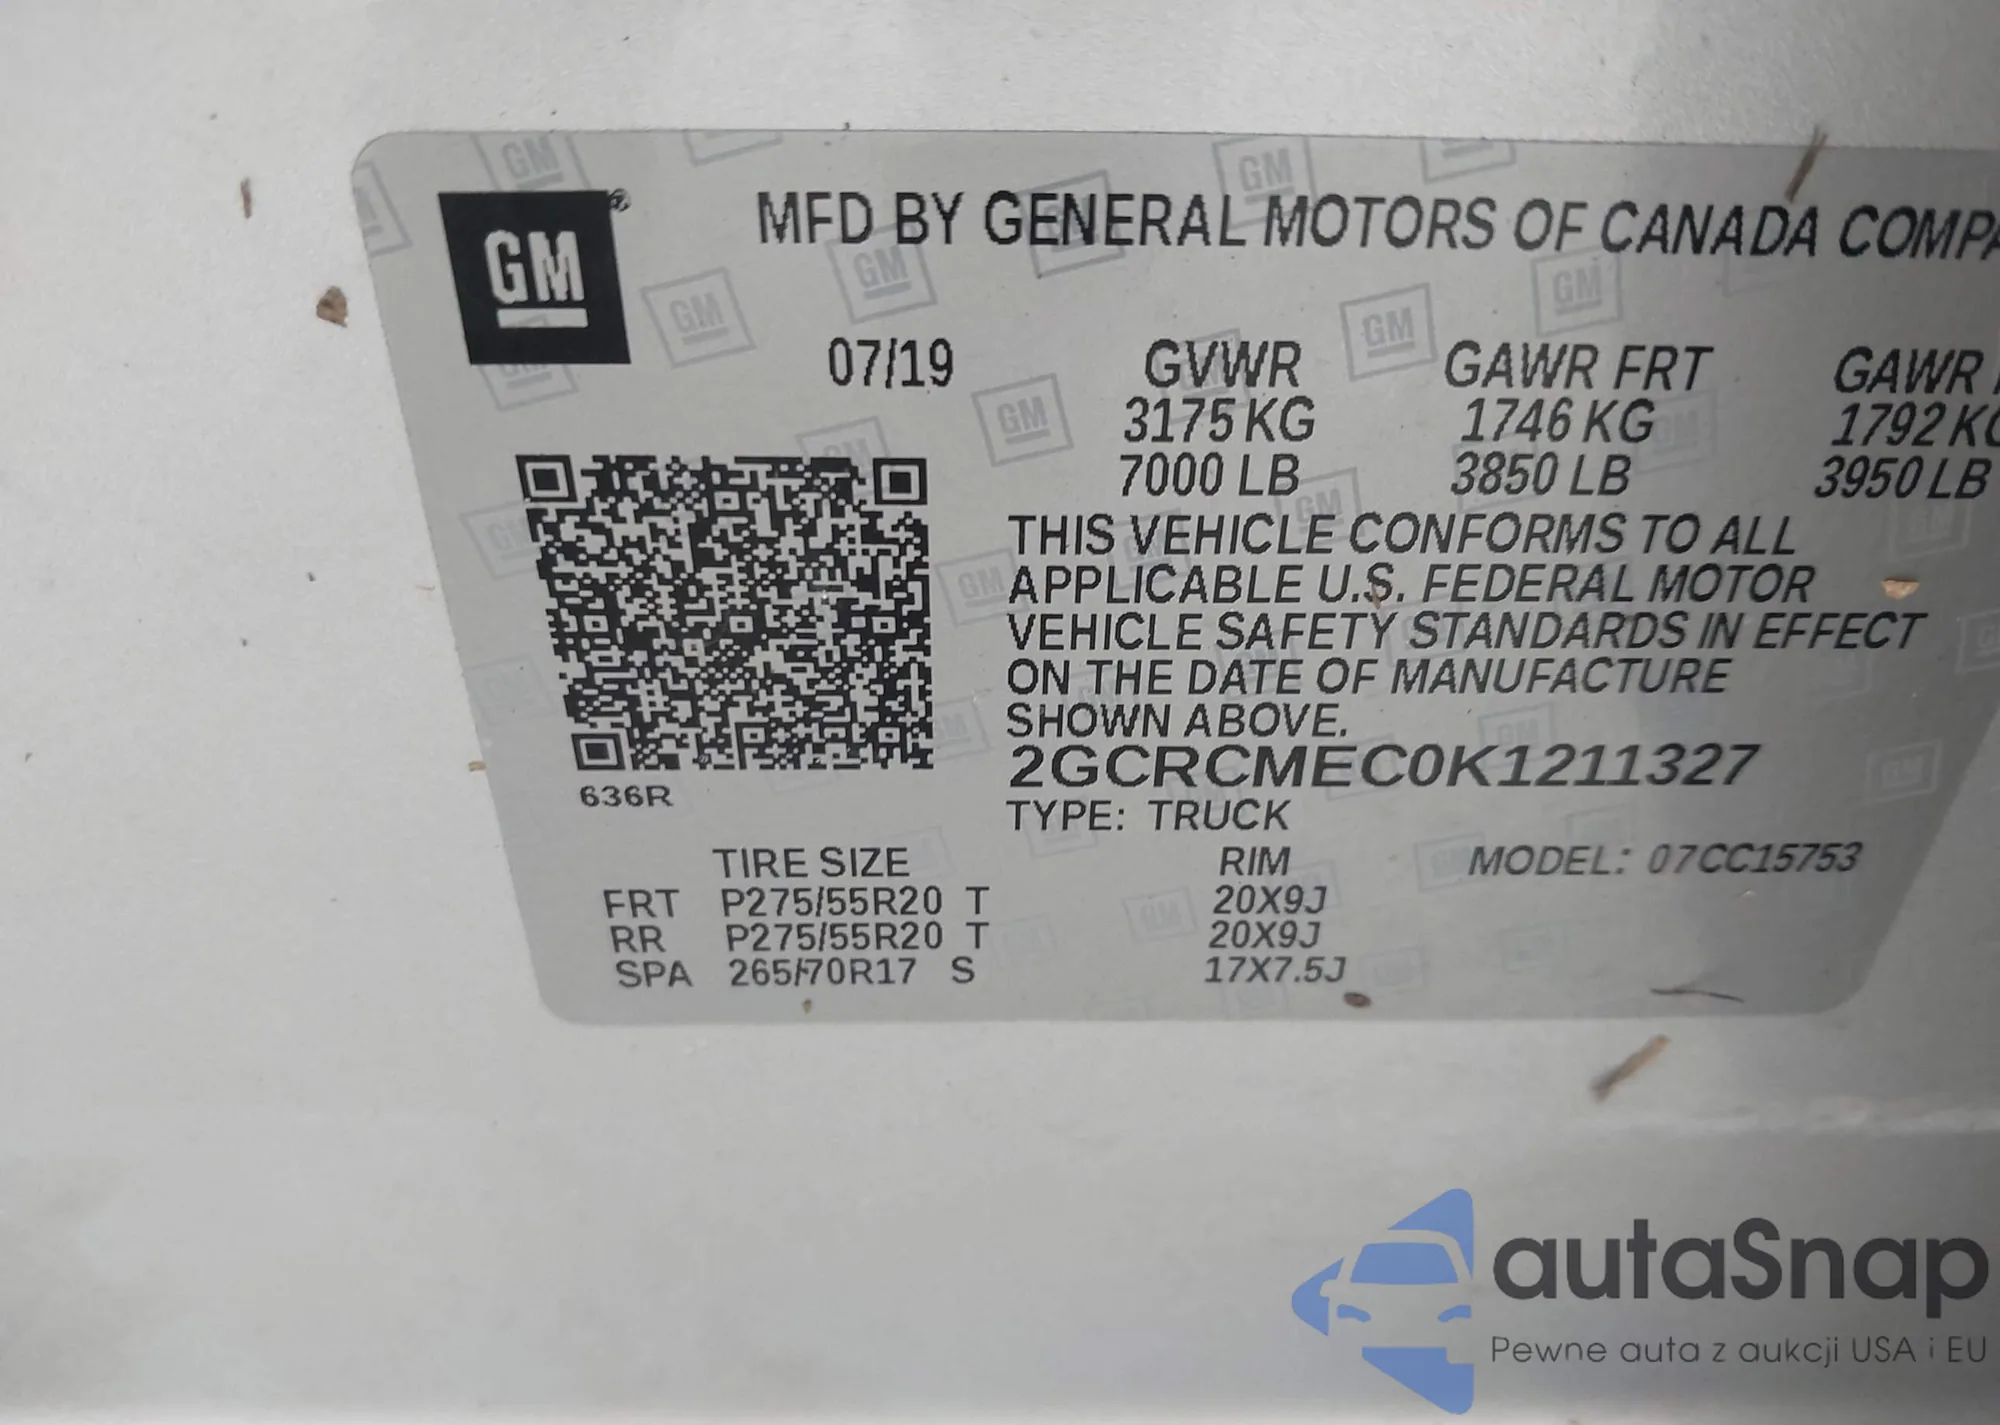 GM
MFD BY GENERAL MOTORS OF CANADA COMPA
07/19 GVWR GAWR FRT GAWR
3175 KG 1746 KG 1792 KG
7000 LB 3850 LB 3950 LB
THIS VEHICLE CONFORMS TO ALL
APPLICABLE U.S. FEDERAL MOTOR
VEHICLE SAFETY STANDARDS IN EFFECT
ON THE DATE OF MANUFACTURE
SHOWN ABOVE.
2GCRCMEC0K1211327
636R
TYPE: TRUCK
TIRE SIZE RIM MODEL: 07CC15753
FRT P275/55R20 T 20X9J
RR P275/55R20 T 20X9J
SPA 265/70R17 S 17X7.5J
autaSnap
Pewne auta z aukcji USA i EU